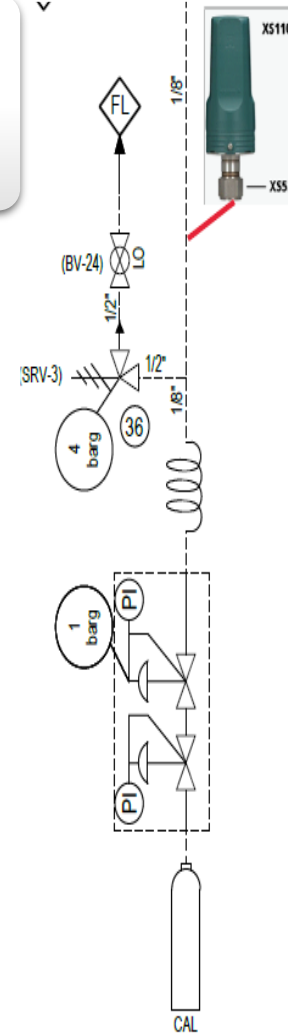 XS110
XS5
1/8"
FL
(BV-24)
LO
1/2"
SRV-3)
1/2"
36
1/8"
4
barg
PI
1
barg
PI
CAL